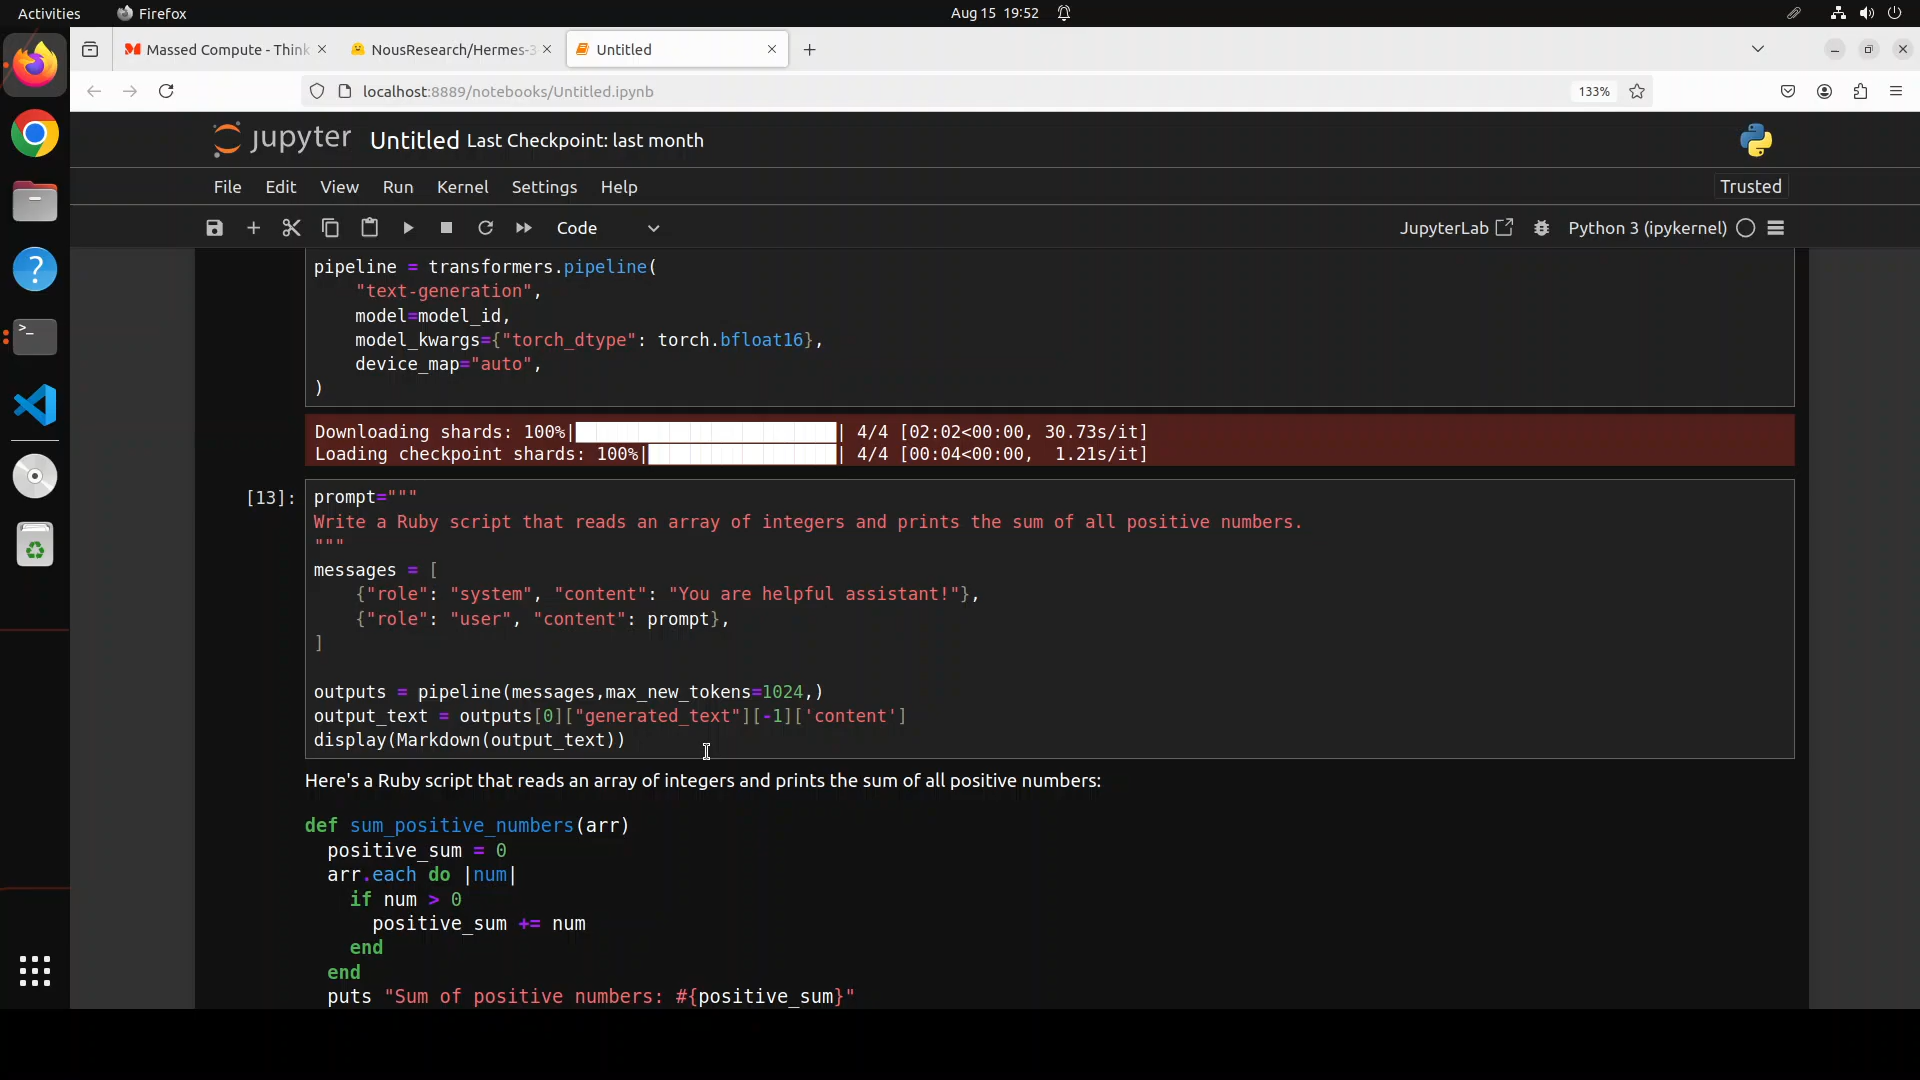 Activities Firefox Aug 15 19:52
Massed Compute - Think NousResearch/Hermes-3 Untitled
localhost:8889/notebooks/Untitled.ipynb 133%
jupyter Untitled Last Checkpoint: last month
File Edit View Run Kernel Settings Help Trusted
Code JupyterLab Python 3 (ipykernel)
pipeline = transformers.pipeline(
"text-generation",
model=model_id,
model_kwargs={"torch_dtype": torch.bfloat16},
device_map="auto",
)
Downloading shards: 100%| | 4/4 [02:02<00:00, 30.73s/it]
Loading checkpoint shards: 100%| | 4/4 [00:04<00:00, 1.21s/it]
[13]: prompt="""
Write a Ruby script that reads an array of integers and prints the sum of all positive numbers.
"""
messages = [
{"role": "system", "content": "You are helpful assistant!"},
{"role": "user", "content": prompt},
]
outputs = pipeline(messages,max_new_tokens=1024,)
output_text = outputs[0]["generated_text"][-1]['content']
display(Markdown(output_text))
Here's a Ruby script that reads an array of integers and prints the sum of all positive numbers:
def sum_positive_numbers(arr)
positive_sum = 0
arr.each do |num|
if num > 0
positive_sum += num
end
end
puts "Sum of positive numbers: #{positive_sum}"